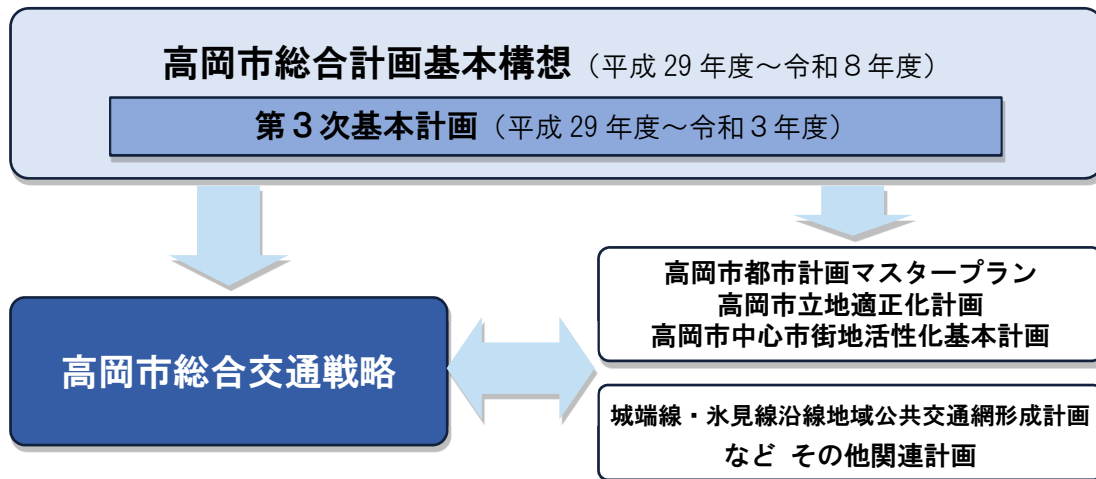 高岡市総合計画基本構想（平成 29 年度～令和８年度）
第３次基本計画（平成 29 年度～令和３年度）
高岡市総合交通戦略
高岡市都市計画マスタープラン
高岡市立地適正化計画
高岡市中心市街地活性化基本計画
城端線・氷見線沿線地域公共交通網形成計画
など その他関連計画